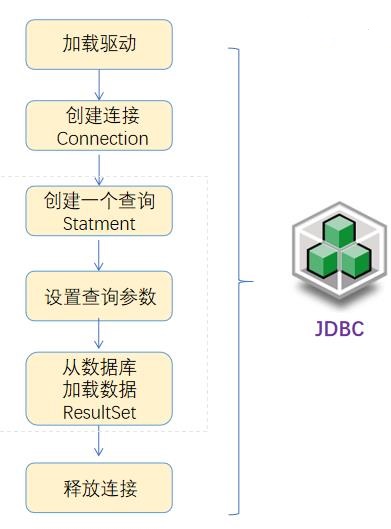 加载驱动
创建连接
Connection
创建一个查询
Statment
设置查询参数
从数据库
加载数据
ResultSet
释放连接
JDBC